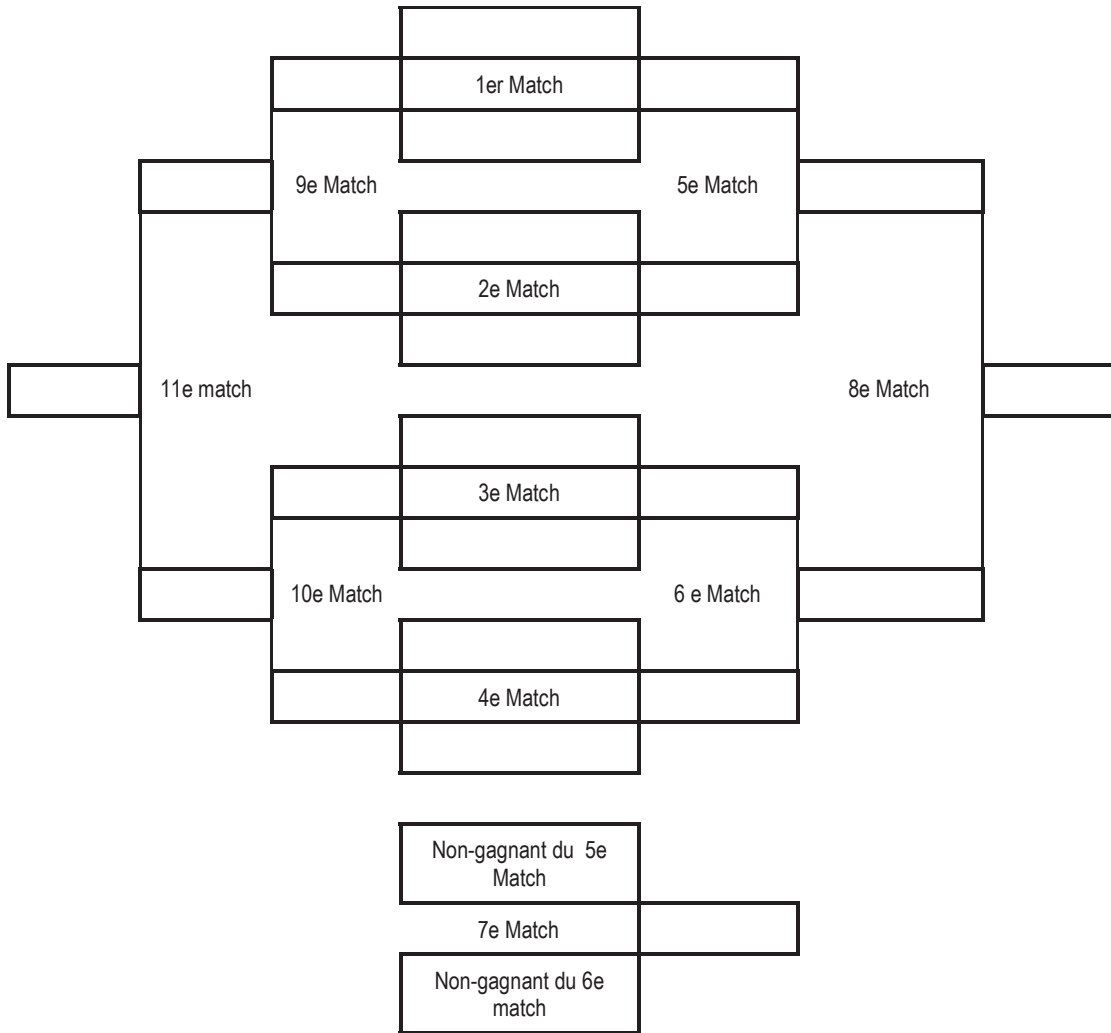 1er Match
9e Match
5e Match
2e Match
11e match
8e Match
3e Match
10e Match
6 e Match
4e Match
Non-gagnant du 5e
Match
7e Match
Non-gagnant du 6e
match